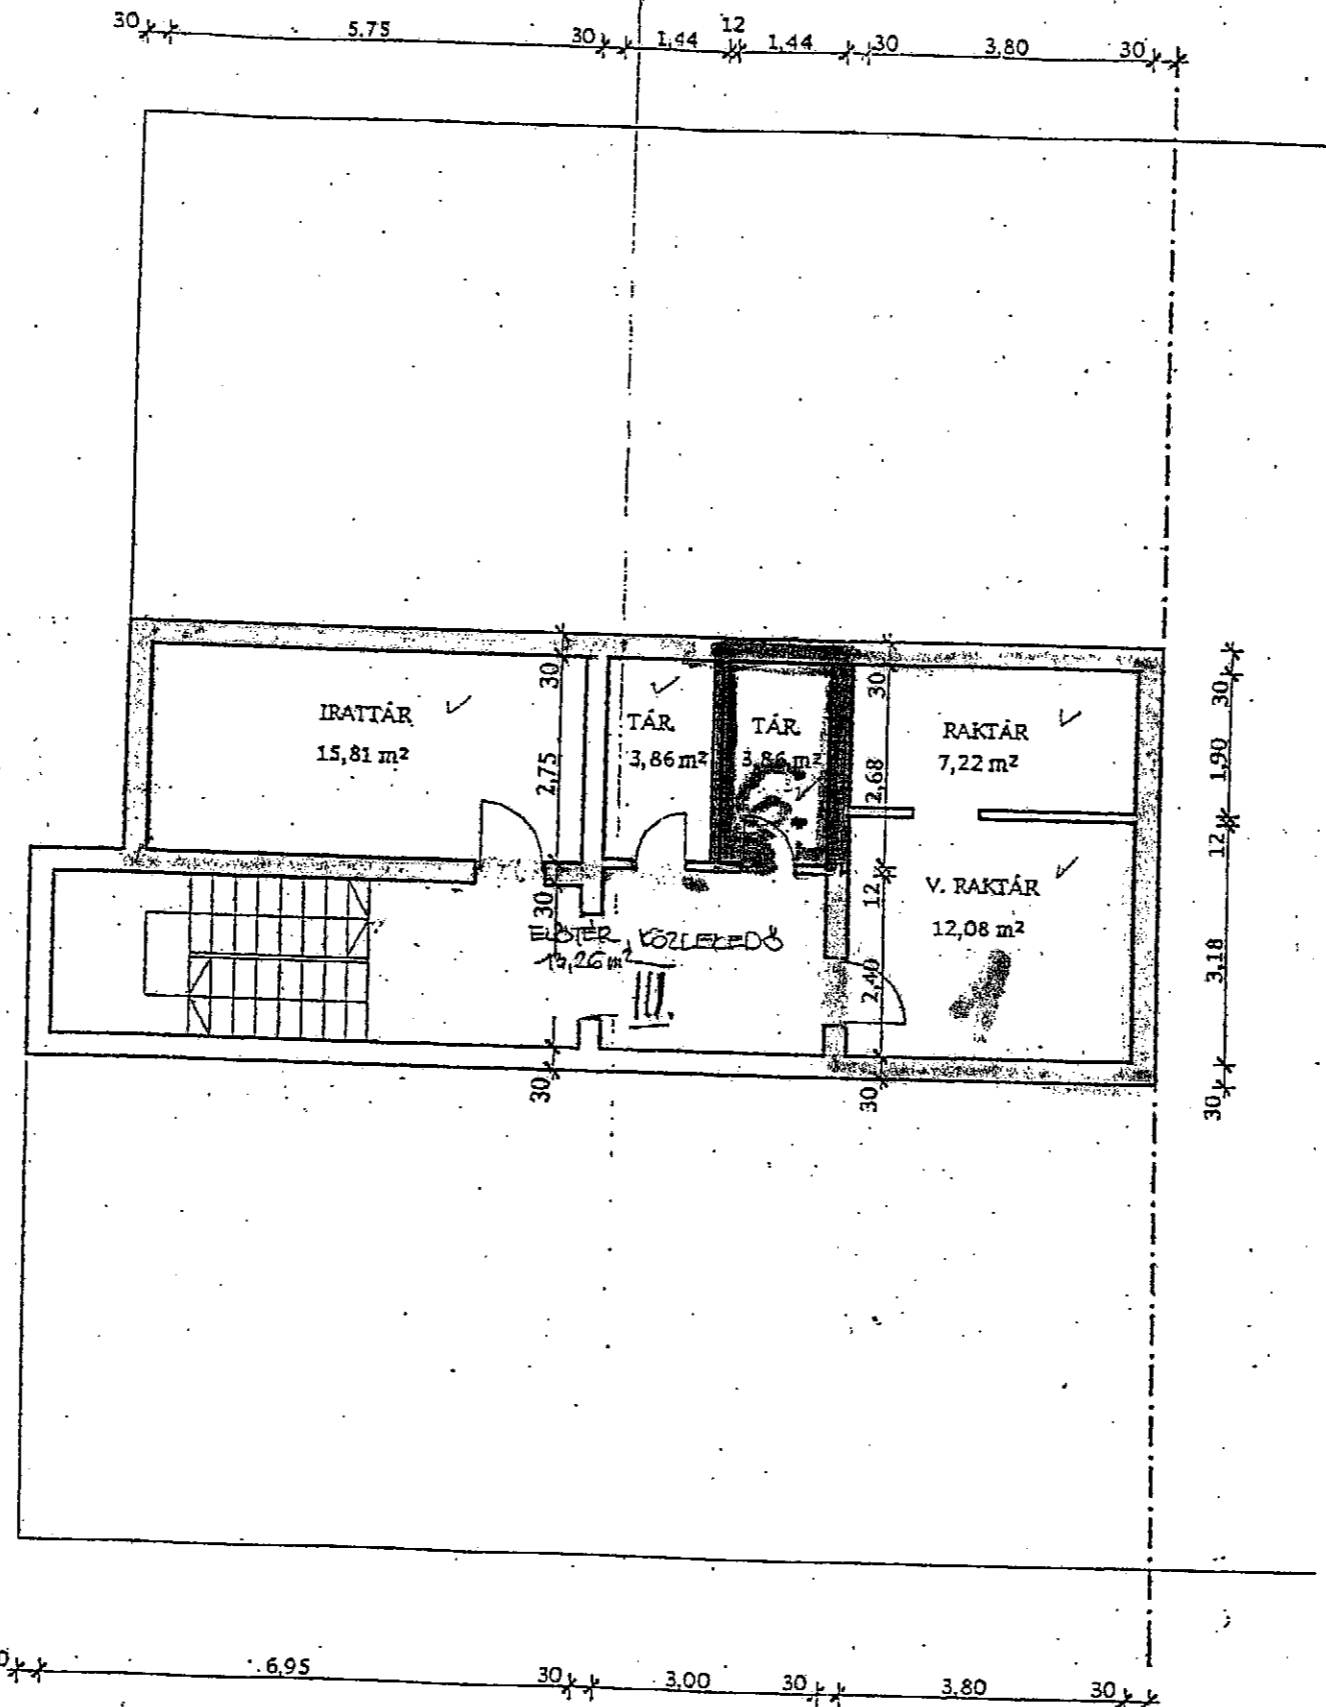 30 5,75 30 1,44 12 1,44 30 3,80 30
30 30 30
IRATTÁR
15,81 m²
2,75
TÁR
3,86 m²
TÁR
3,86 m²
2,68
RAKTÁR
7,22 m²
1,90
12
30
12
V. RAKTÁR
12,08 m²
ELŐTÉR, KÖZLEKEDŐ
2,40
3,18
30
30
30
6,95 30 3,00 30 3,80 30